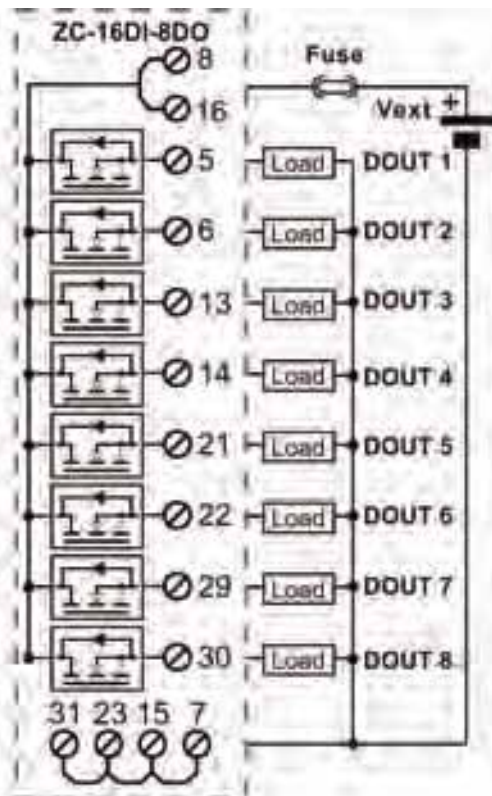 ZC-16DI-8DO
8
Fuse
16
Vext +
5 Load DOUT 1
6 Load DOUT 2
13 Load DOUT 3
14 Load DOUT 4
21 Load DOUT 5
22 Load DOUT 6
29 Load DOUT 7
30 Load DOUT 8
31 23 15 7